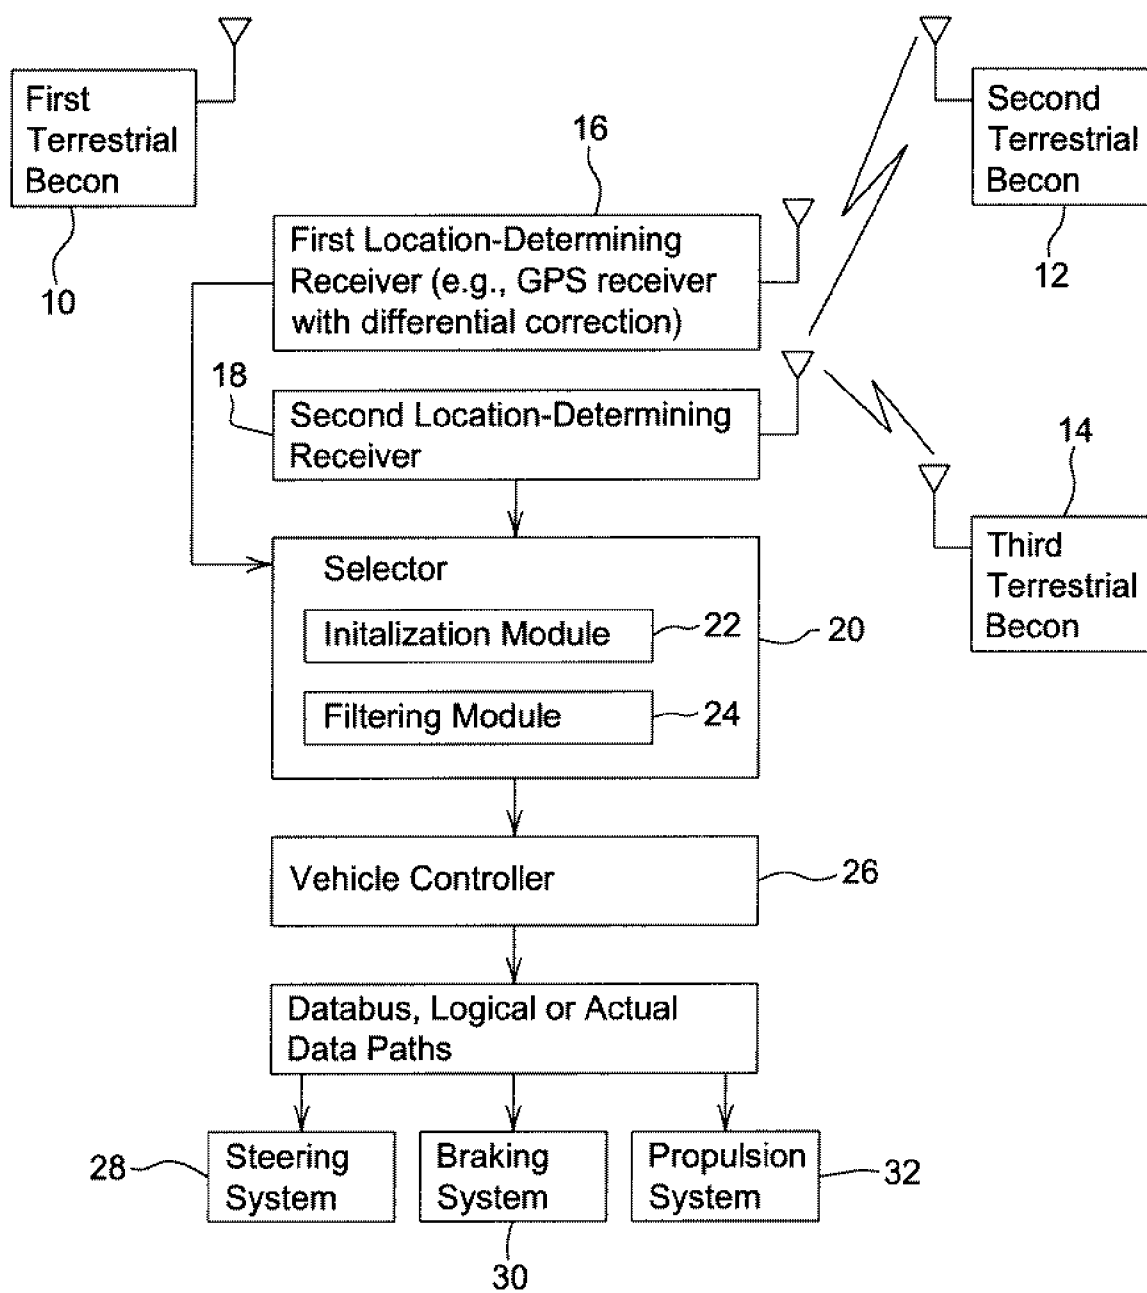 First
Terrestrial
Becon
10
Second
Terrestrial
Becon
12
16
First Location-Determining
Receiver (e.g., GPS receiver
with differential correction)
18
Second Location-Determining
Receiver
14
Third
Terrestrial
Becon
Selector
Initalization Module
22
20
Filtering Module
24
Vehicle Controller
26
Databus, Logical or Actual
Data Paths
28
Steering
System
Braking
System
30
Propulsion
System
32